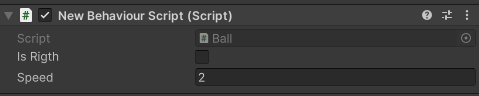 New Behaviour Script (Script)
Script Ball
Is Rigth
Speed 2